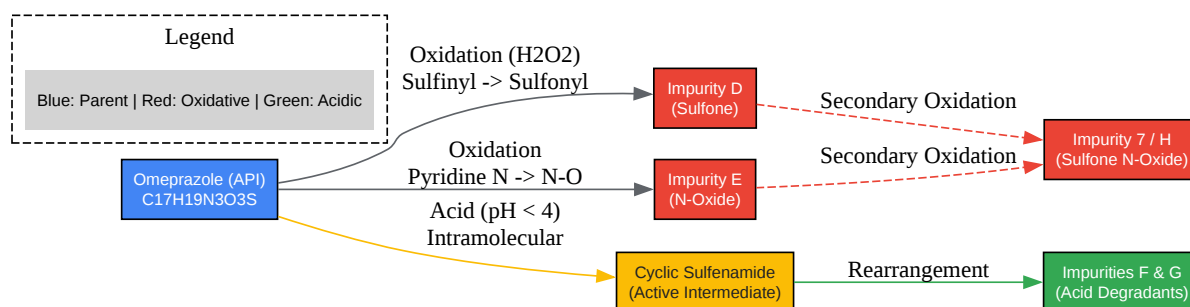 Legend
Blue: Parent | Red: Oxidative | Green: Acidic
Oxidation (H2O2)
Sulfinyl -> Sulfonyl
Impurity D
(Sulfone)
Secondary Oxidation
Impurity 7 / H
(Sulfone N-Oxide)
Omeprazole (API)
C17H19N3O3S
Oxidation
Pyridine N -> N-O
Impurity E
(N-Oxide)
Secondary Oxidation
Acid (pH < 4)
Intramolecular
Cyclic Sulfenamide
(Active Intermediate)
Rearrangement
Impurities F & G
(Acid Degradants)